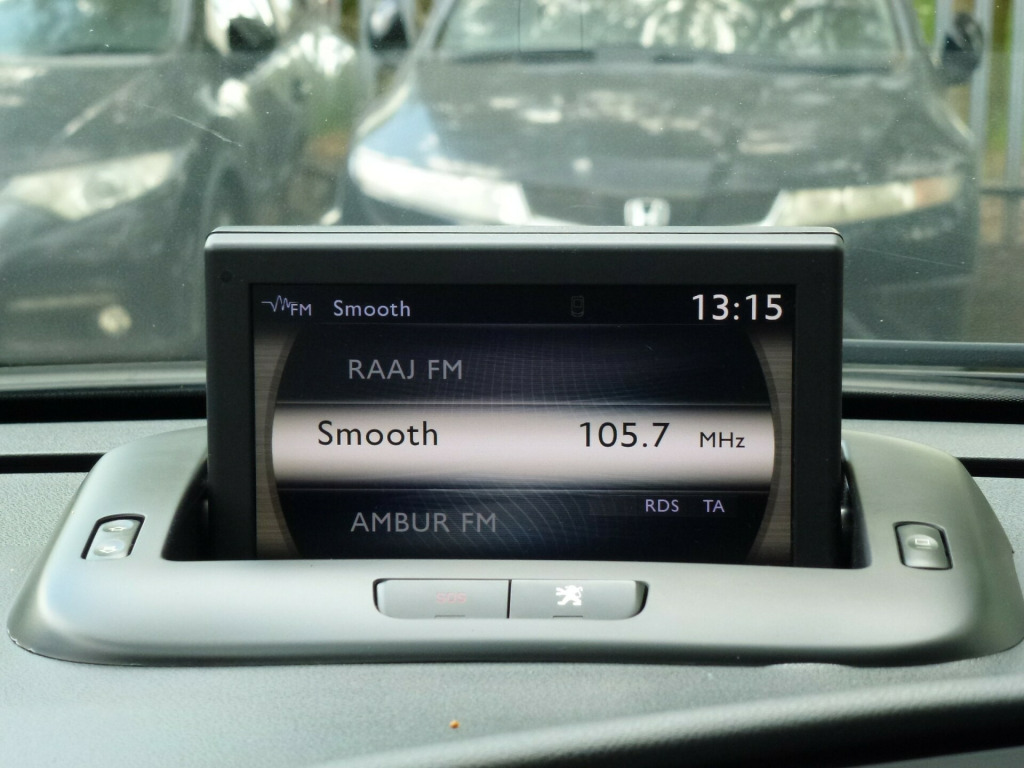 FM Smooth 13:15
RAAJ FM
Smooth 105.7 MHz
RDS TA
AMBUR FM
SOS